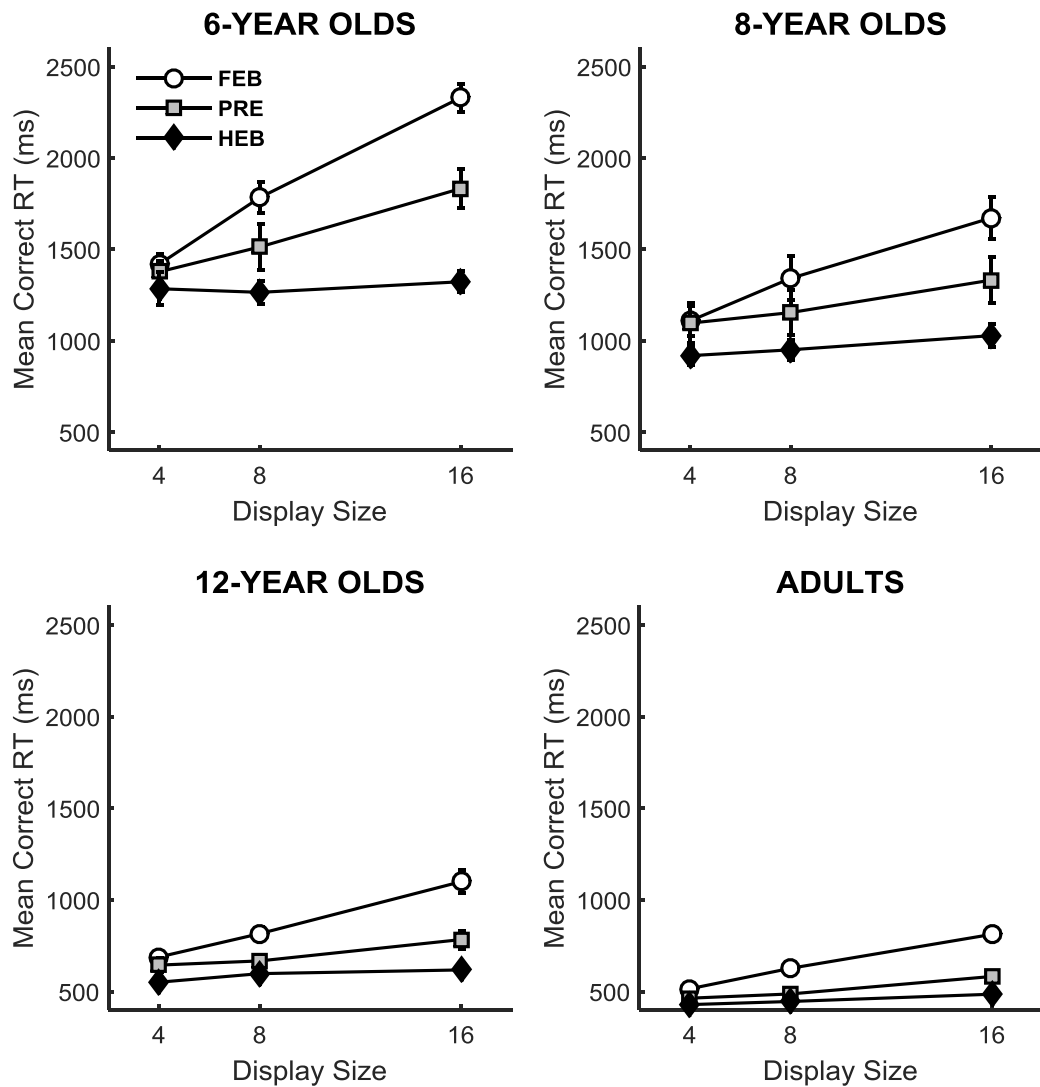 6-YEAR OLDS
2500
2000
1500
1000
500
Mean Correct RT (ms)
FEB
PRE
HEB
4 8 16
Display Size
8-YEAR OLDS
2500
2000
1500
1000
500
Mean Correct RT (ms)
4 8 16
Display Size
12-YEAR OLDS
2500
2000
1500
1000
500
Mean Correct RT (ms)
4 8 16
Display Size
ADULTS
2500
2000
1500
1000
500
Mean Correct RT (ms)
4 8 16
Display Size